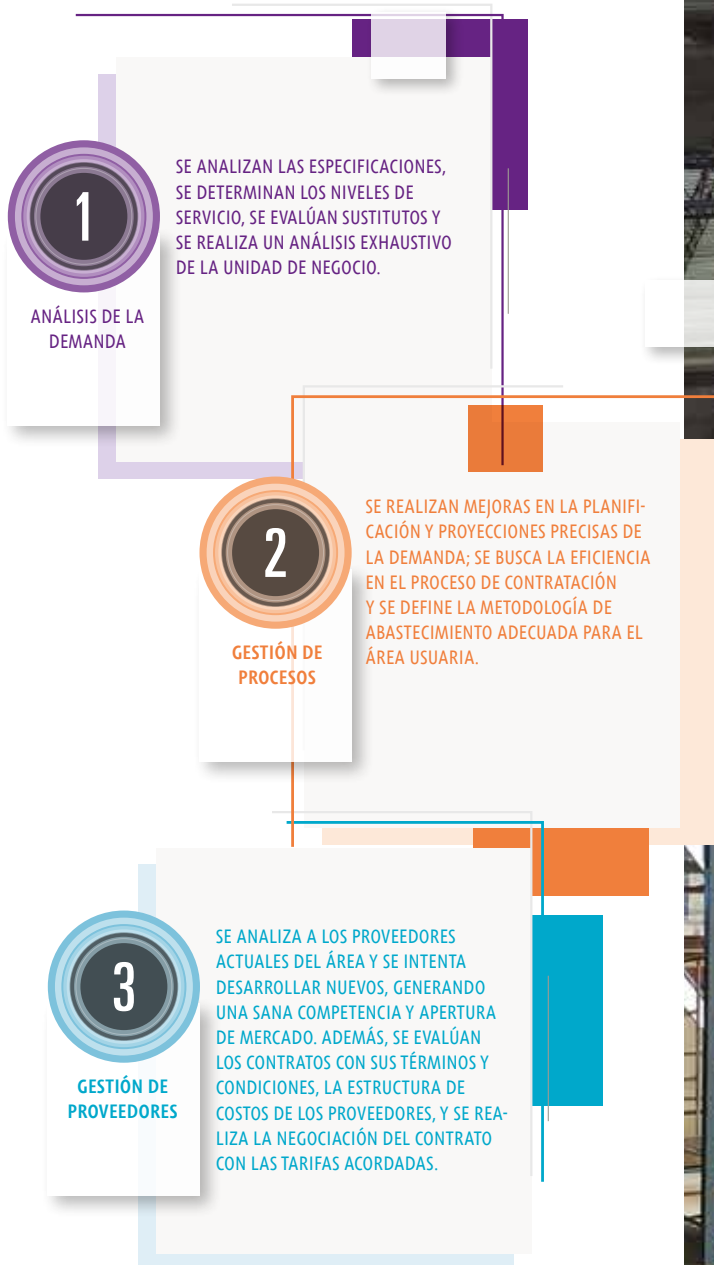 1
ANÁLISIS DE LA
DEMANDA
SE ANALIZAN LAS ESPECIFICACIONES,
SE DETERMINAN LOS NIVELES DE
SERVICIO, SE EVALÚAN SUSTITUTOS Y
SE REALIZA UN ANÁLISIS EXHAUSTIVO
DE LA UNIDAD DE NEGOCIO.
2
GESTIÓN DE
PROCESOS
SE REALIZAN MEJORAS EN LA PLANIFI-
CACIÓN Y PROYECCIONES PRECISAS DE
LA DEMANDA; SE BUSCA LA EFICIENCIA
EN EL PROCESO DE CONTRATACIÓN
Y SE DEFINE LA METODOLOGÍA DE
ABASTECIMIENTO ADECUADA PARA EL
ÁREA USUARIA.
3
GESTIÓN DE
PROVEEDORES
SE ANALIZA A LOS PROVEEDORES
ACTUALES DEL ÁREA Y SE INTENTA
DESARROLLAR NUEVOS, GENERANDO
UNA SANA COMPETENCIA Y APERTURA
DE MERCADO. ADEMÁS, SE EVALÚAN
LOS CONTRATOS CON SUS TÉRMINOS Y
CONDICIONES, LA ESTRUCTURA DE
COSTOS DE LOS PROVEEDORES, Y SE REA-
LIZA LA NEGOCIACIÓN DEL CONTRATO
CON LAS TARIFAS ACORDADAS.